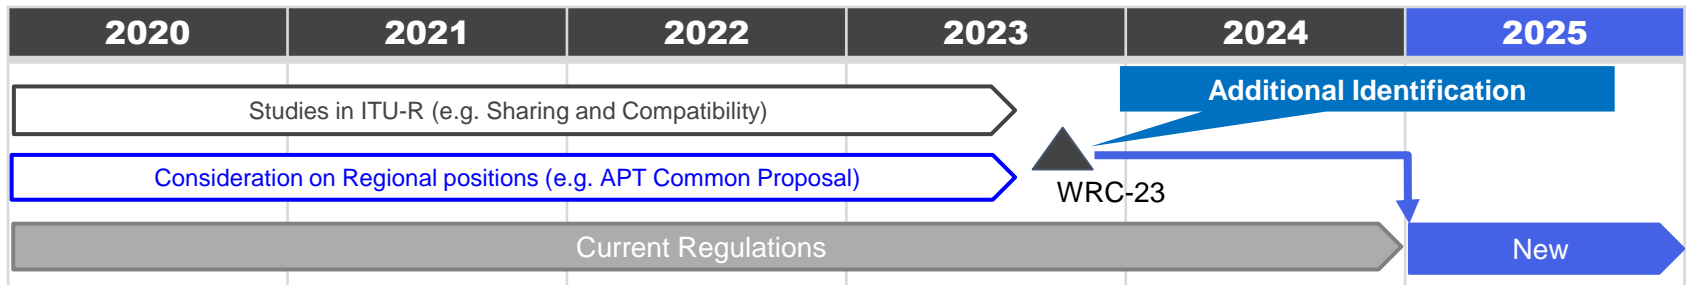 2020 2021 2022 2023 2024 2025
Additional Identification
Studies in ITU-R (e.g. Sharing and Compatibility)
Consideration on Regional positions (e.g. APT Common Proposal)
WRC-23
Current Regulations
New